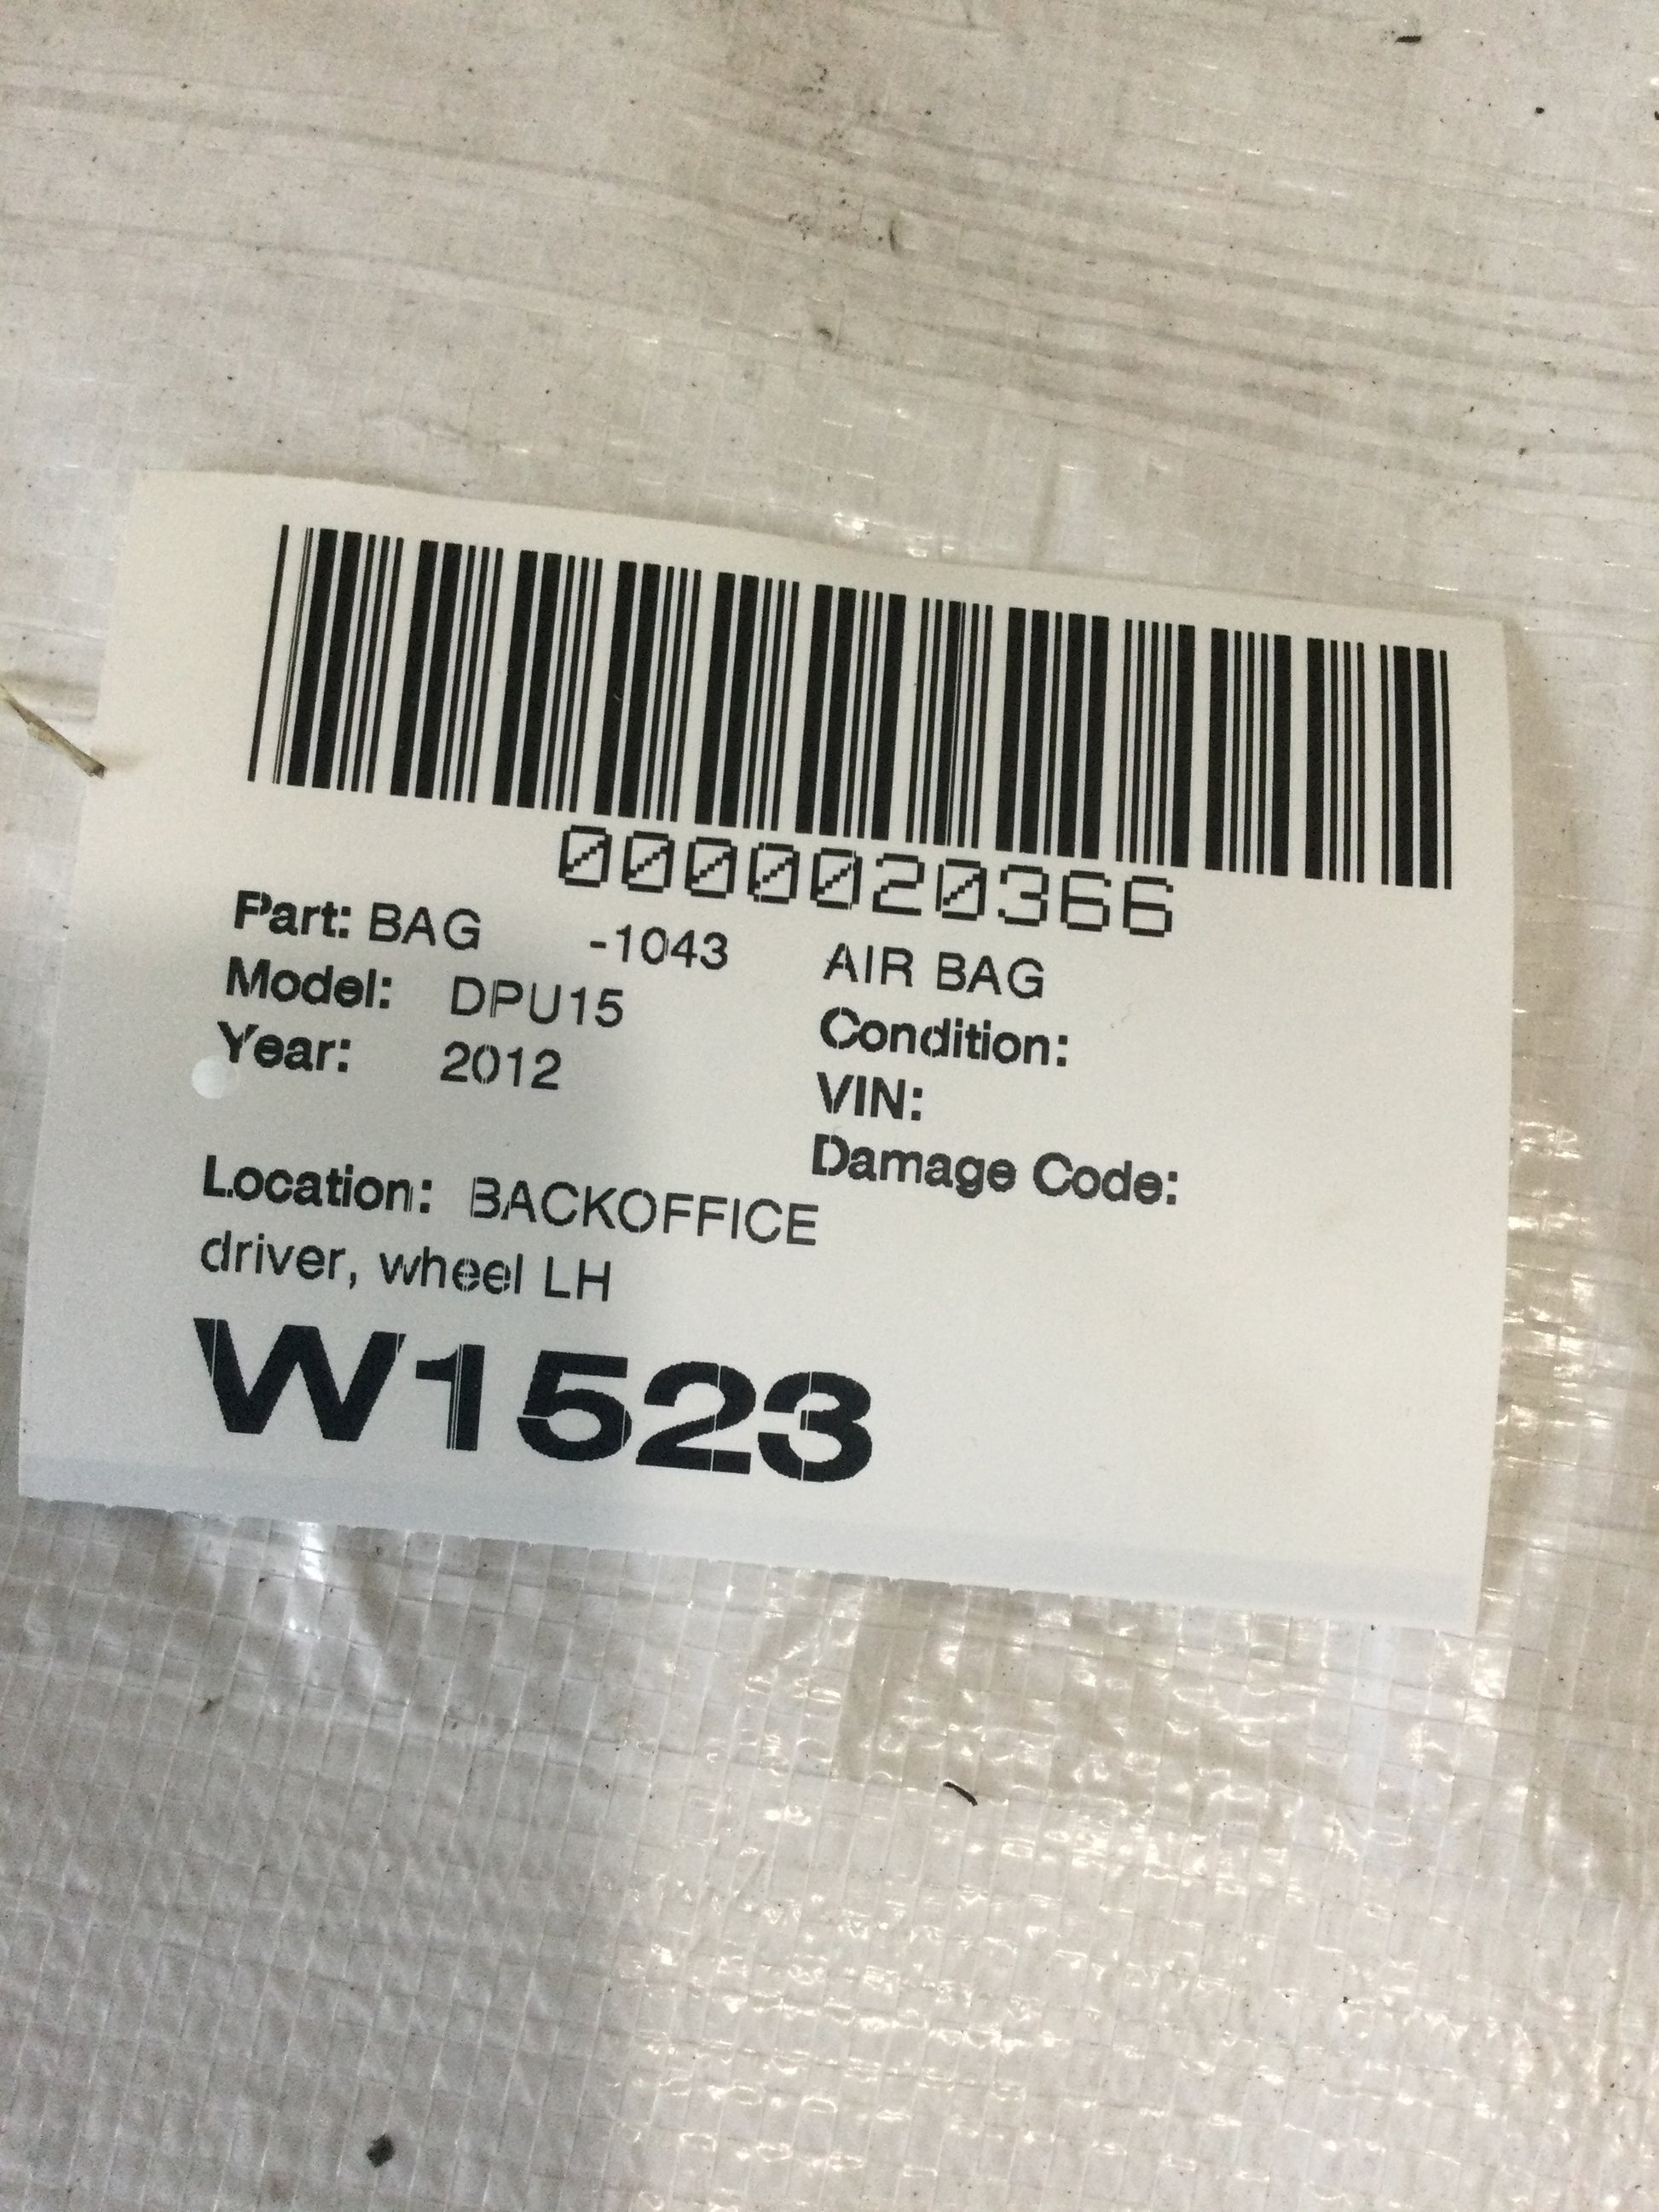 0000020366
Part: BAG -1043 AIR BAG
Model: DPU15 Condition:
Year: 2012 VIN:
Damage Code:
Location: BACKOFFICE
driver, wheel LH
W1523